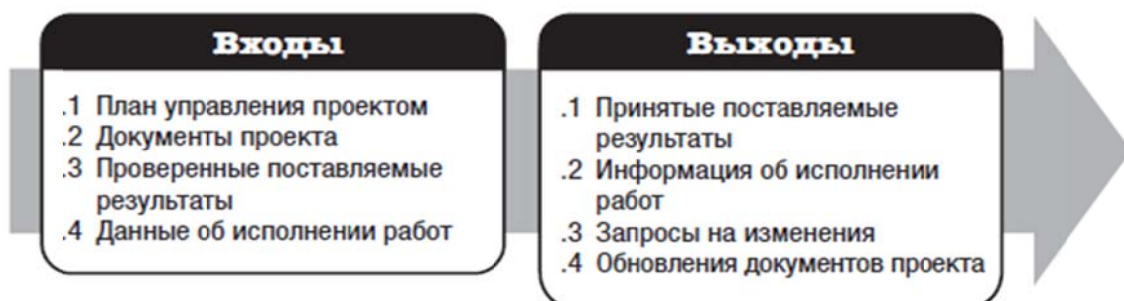 Входы
.1 План управления проектом
.2 Документы проекта
.3 Проверенные поставляемые
результаты
.4 Данные об исполнении работ
Выходы
.1 Принятые поставляемые
результаты
.2 Информация об исполнении
работ
.3 Запросы на изменения
.4 Обновления документов проекта